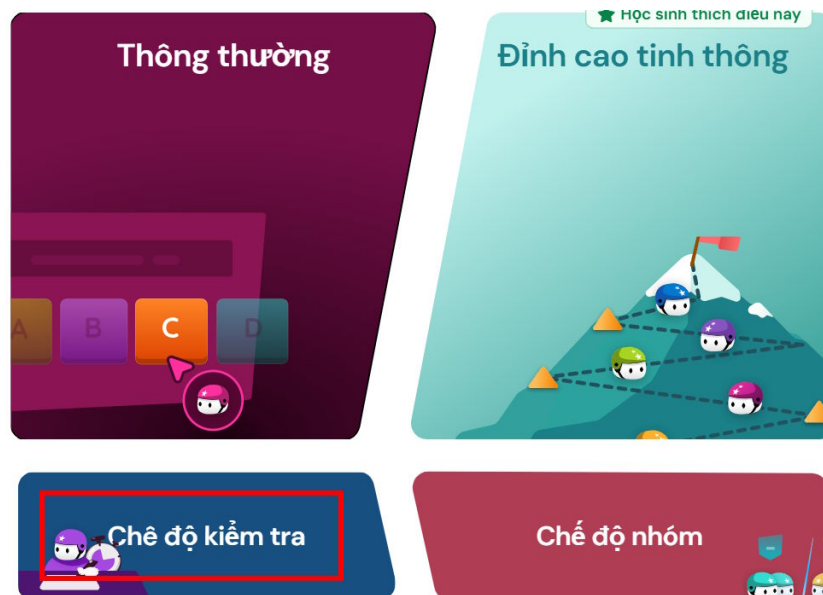 Học sinh thích điều này
Thông thường
Đỉnh cao tinh thông
A
B
C
D
Chế độ kiểm tra
Chế độ nhóm